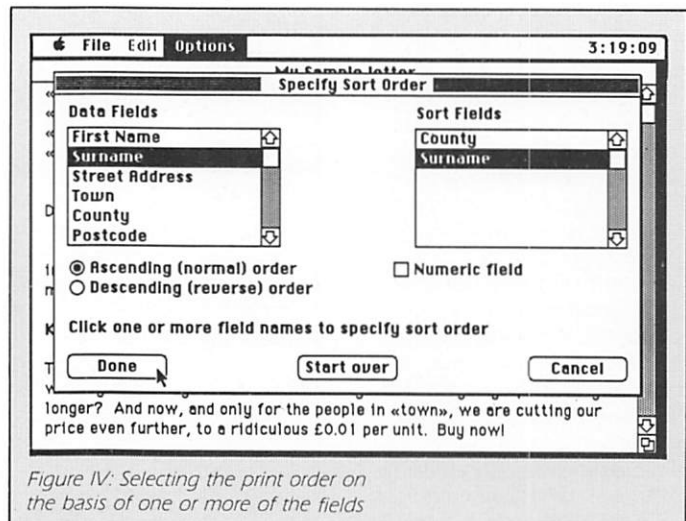 File Edit Options 3:19:09
My Sample letter
Specify Sort Order
Data Fields
Sort Fields
First Name
Surname
Street Address
Town
County
Postcode
County
Surname
Ascending (normal) order
Descending (reverse) order
Numeric field
Click one or more field names to specify sort order
Done
Start over
Cancel
longer? And now, and only for the people in «town», we are cutting our
price even further, to a ridiculous £0.01 per unit. Buy now!
Figure IV: Selecting the print order on
the basis of one or more of the fields